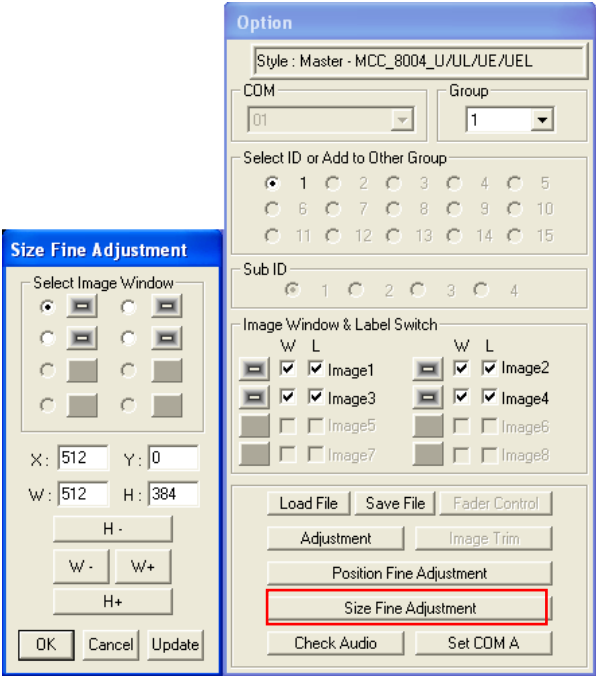 Option
Style : Master - MCC_8004_U/UL/UE/UEL
COM
Group
01
1
Select ID or Add to Other Group
1 2 3 4 5
6 7 8 9 10
11 12 13 14 15
Sub ID
1 2 3 4
Image Window & Label Switch
W L W L
Image1 Image2
Image3 Image4
Image5 Image6
Image7 Image8
Load File Save File Fader Control
Adjustment Image Trim
Position Fine Adjustment
Size Fine Adjustment
Check Audio Set COM A
Size Fine Adjustment
Select Image Window
X: 512 Y: 0
W: 512 H: 384
H -
W - W+
H+
OK Cancel Update